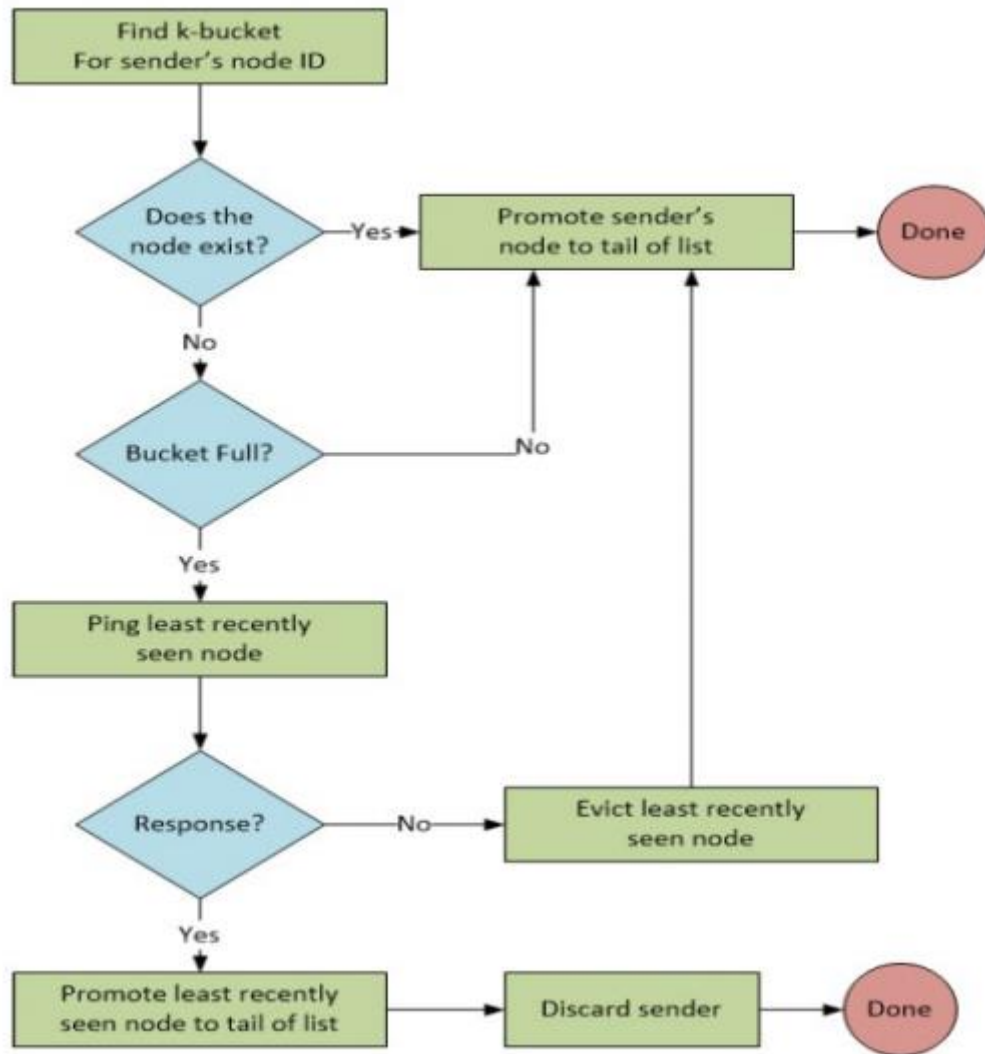 Find k-bucket
For sender's node ID
Does the
node exist?
Yes
Promote sender's
node to tail of list
Done
No
Bucket Full?
No
Yes
Ping least recently
seen node
Response?
No
Evict least recently
seen node
Yes
Promote least recently
seen node to tail of list
Discard sender
Done